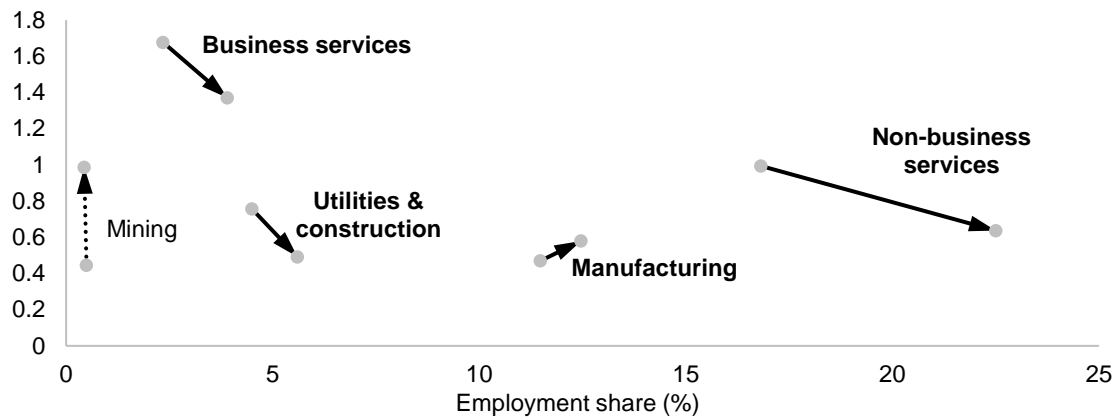 1.8
1.6
1.4
1.2
1
0.8
0.6
0.4
0.2
0
Business services
Non-business
services
Utilities &
construction
Mining
Manufacturing
0 5 10 15 20 25
Employment share (%)